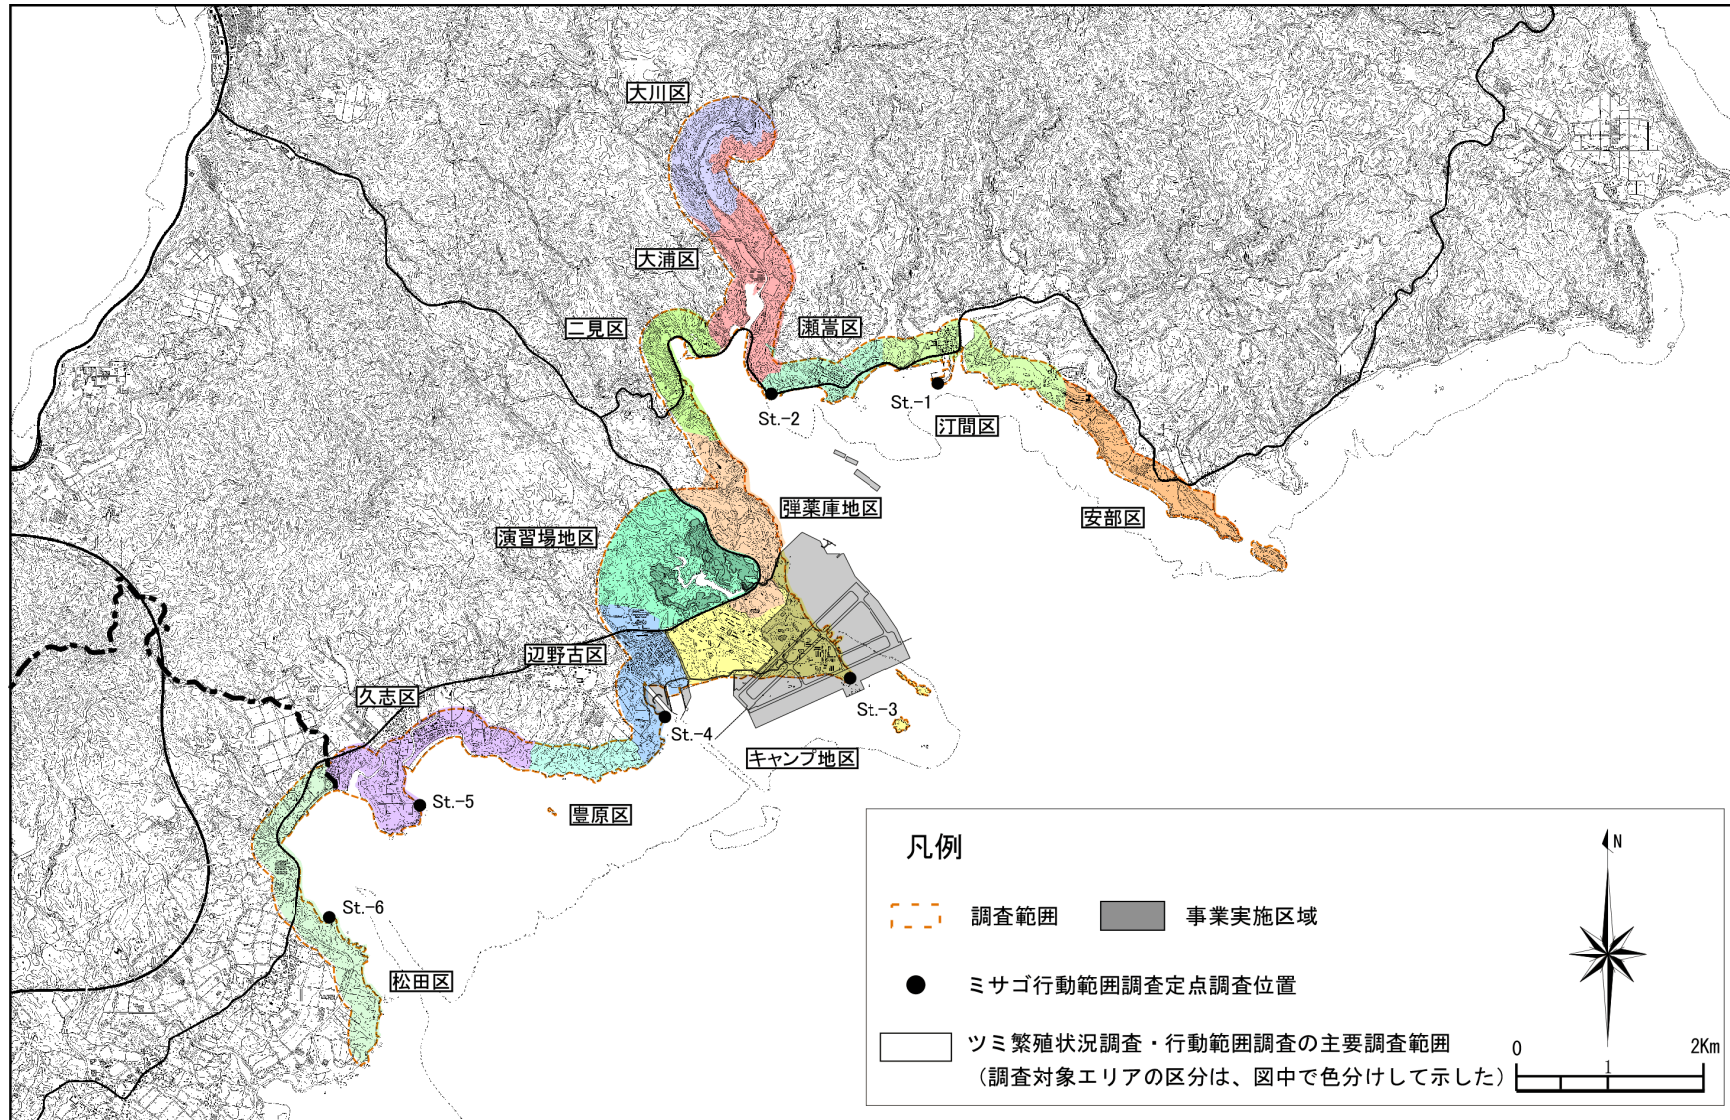 大川区
大浦区
二見区
瀬嵩区
St.-2
St.-1
汀間区
安部区
弾薬庫地区
演習場地区
辺野古区
久志区
St.-3
St.-4
キャンプ地区
St.-5
豊原区
St.-6
松田区
凡例
調査範囲
事業実施区域
ミサゴ行動範囲調査定点調査位置
ツミ繁殖状況調査・行動範囲調査の主要調査範囲
（調査対象エリアの区分は、図中で色分けして示した）
N
0 1 2Km